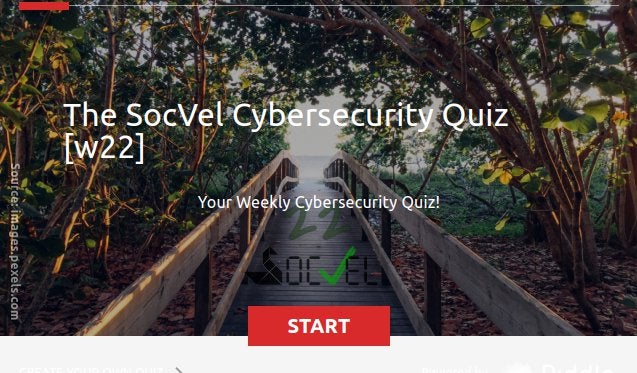 The SocVel Cybersecurity Quiz
[w22]
Your Weekly Cybersecurity Quiz!
22
SOCVEL
START
Source: images.pexels.com
CREATE YOUR OWN QUIZ
Powered by
Riddle